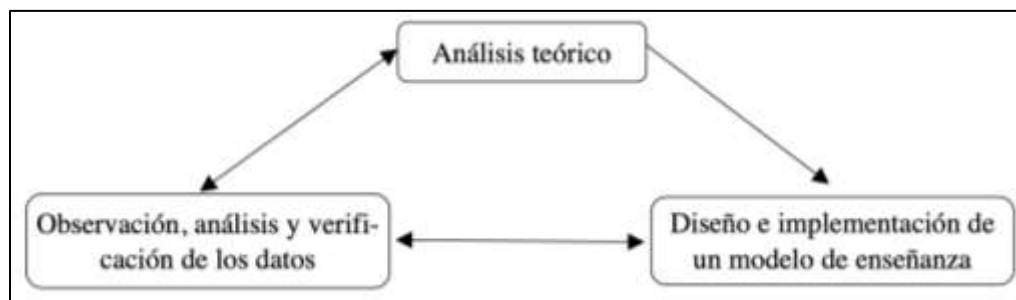 Análisis teórico
Observación, análisis y verifi-
cación de los datos
Diseño e implementación de
un modelo de enseñanza